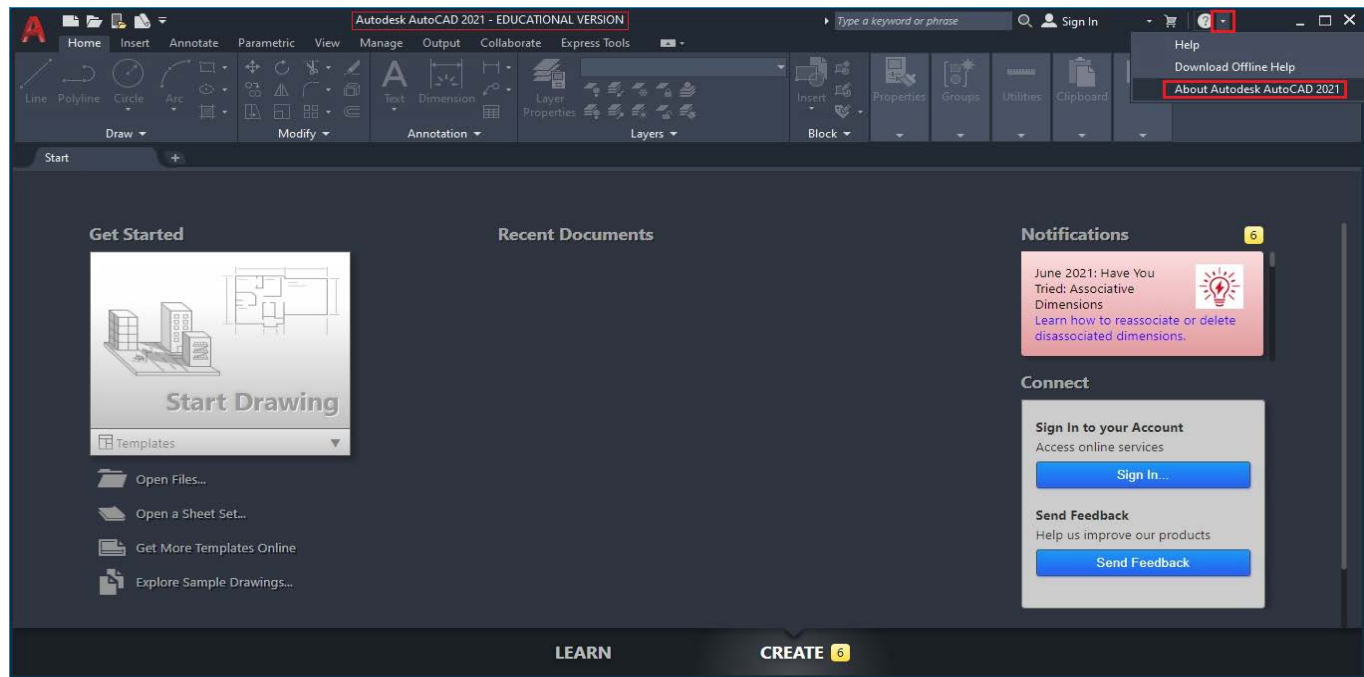 Autodesk AutoCAD 2021 - EDUCATIONAL VERSION
Type a keyword or phrase
Sign In
Home Insert Annotate Parametric View Manage Output Collaborate Express Tools
Help
Download Offline Help
About Autodesk AutoCAD 2021
Line Polyline Circle Arc
Text Dimension
Layer
Properties
Insert
Properties Groups Utilities Clipboard
Draw Modify Annotation Layers Block
Start
Get Started
Start Drawing
Templates
Open Files...
Open a Sheet Set...
Get More Templates Online
Explore Sample Drawings...
Recent Documents
Notifications 6
June 2021: Have You
Tried: Associative
Dimensions
Learn how to reassociate or delete
disassociated dimensions.
Connect
Sign In to your Account
Access online services
Sign In...
Send Feedback
Help us improve our products
Send Feedback
LEARN CREATE 6